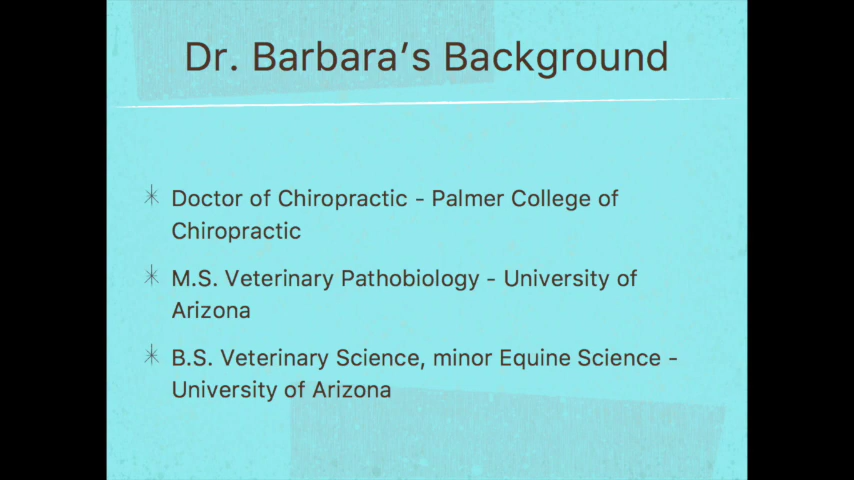 Dr. Barbara’s Background
Doctor of Chiropractic - Palmer College of
Chiropractic
M.S. Veterinary Pathobiology - University of
Arizona
B.S. Veterinary Science, minor Equine Science -
University of Arizona